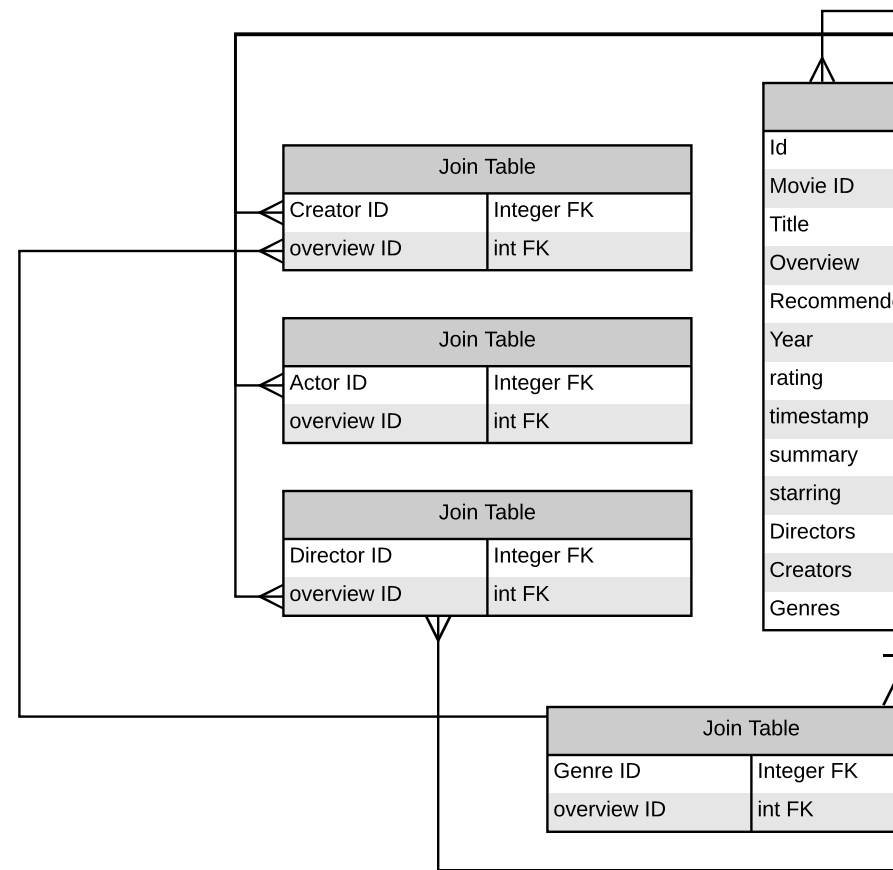 Join Table
Creator ID Integer FK
overview ID int FK
Join Table
Actor ID Integer FK
overview ID int FK
Join Table
Director ID Integer FK
overview ID int FK
Id
Movie ID
Title
Overview
Recommend
Year
rating
timestamp
summary
starring
Directors
Creators
Genres
Join Table
Genre ID Integer FK
overview ID int FK